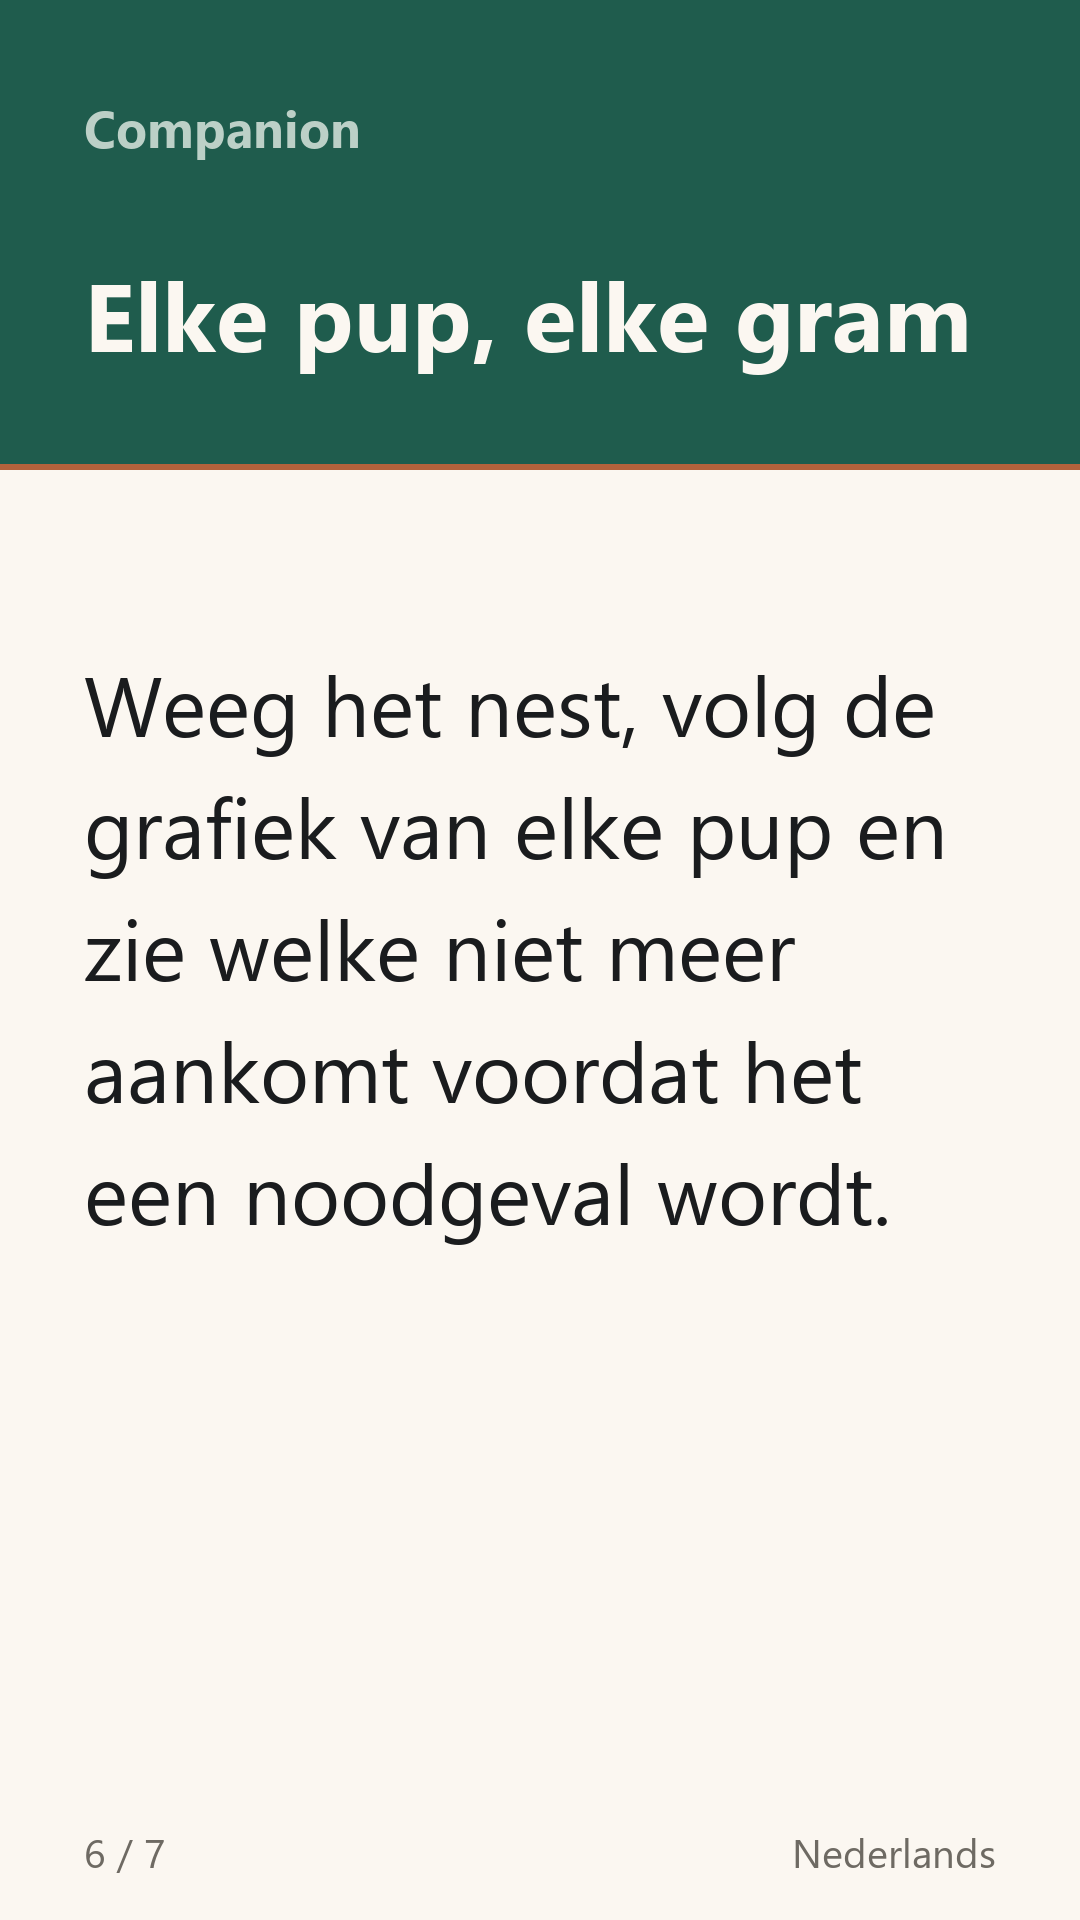 Companion
Elke pup, elke gram
Weeg het nest, volg de
grafiek van elke pup en
zie welke niet meer
aankomt voordat het
een noodgeval wordt.
6 / 7
Nederlands